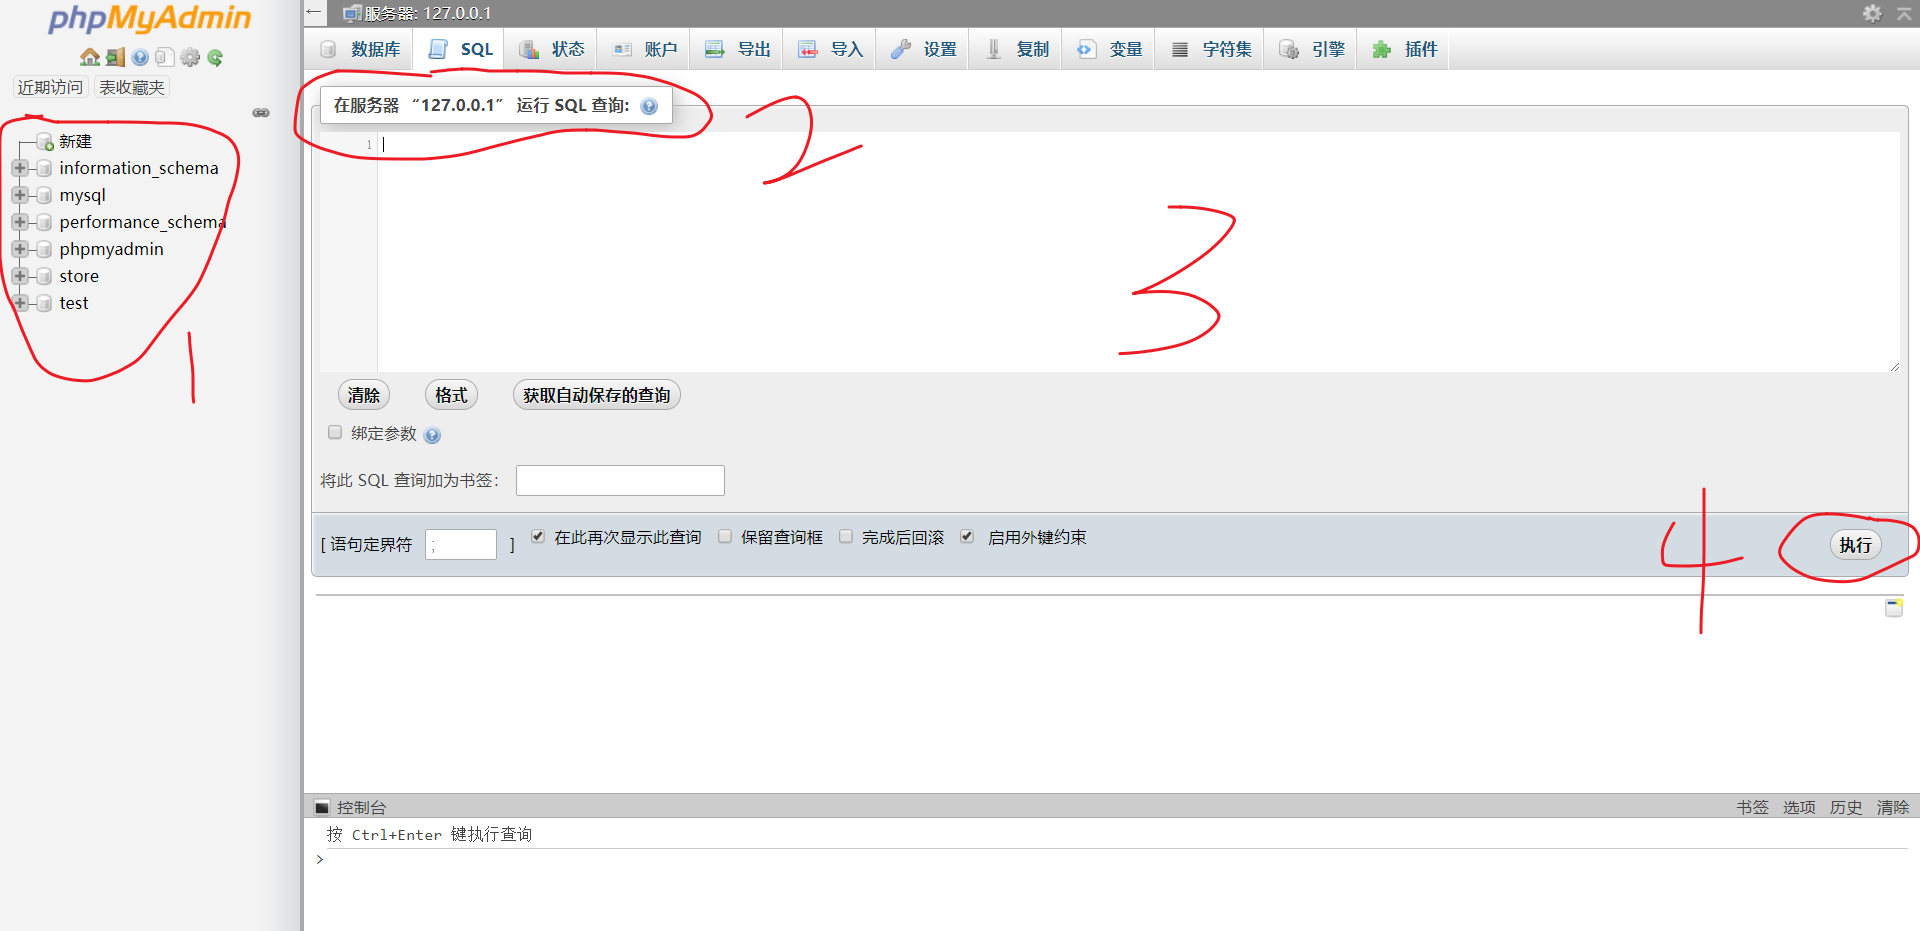 phpMyAdmin
近期访问 表收藏夹
新建
information_schema
mysql
performance_schema
phpmyadmin
store
test
1
← 服务器: 127.0.0.1
数据库 SQL 状态 账户 导出 导入 设置 复制 变量 字符集 引擎 插件
在服务器 “127.0.0.1” 运行 SQL 查询:
2
1
3
清除 格式 获取自动保存的查询
绑定参数
将此 SQL 查询加为书签:
[ 语句定界符 ; ] 在此再次显示此查询 保留查询框 完成后回滚 启用外键约束 4 执行
控制台 书签 选项 历史 清除
按 Ctrl+Enter 键执行查询
>